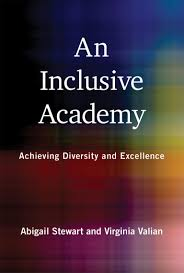 An
Inclusive
Academy
Achieving Diversity and Excellence
Abigail Stewart and Virginia Valian